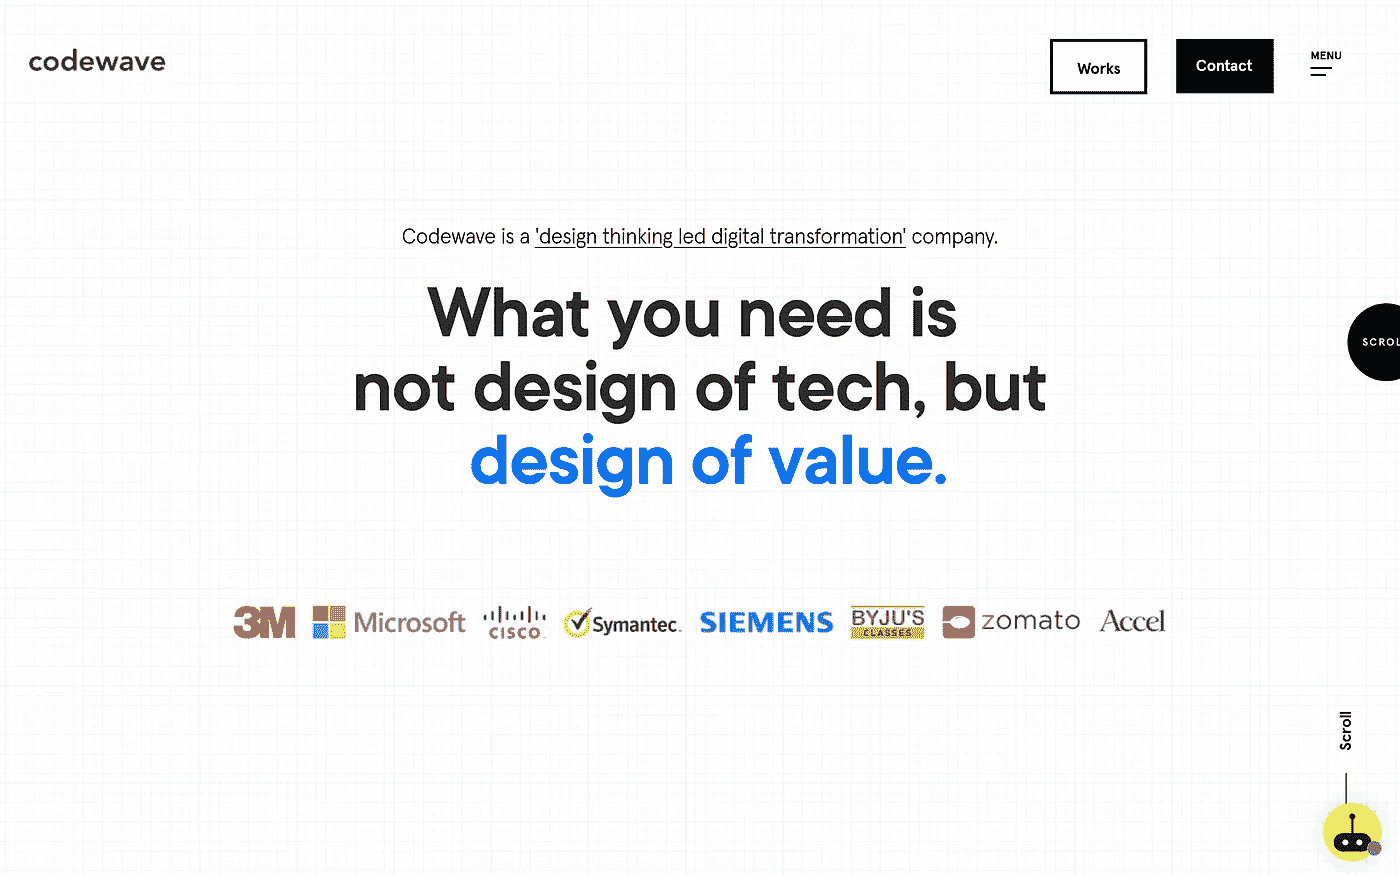 codewave
Works
Contact
MENU
Codewave is a 'design thinking led digital transformation' company.
What you need is
not design of tech, but
design of value.
SCROL
3M
Microsoft
CISCO
Symantec.
SIEMENS
BYJU'S
CLASSES
zomato
Accel
Scroll